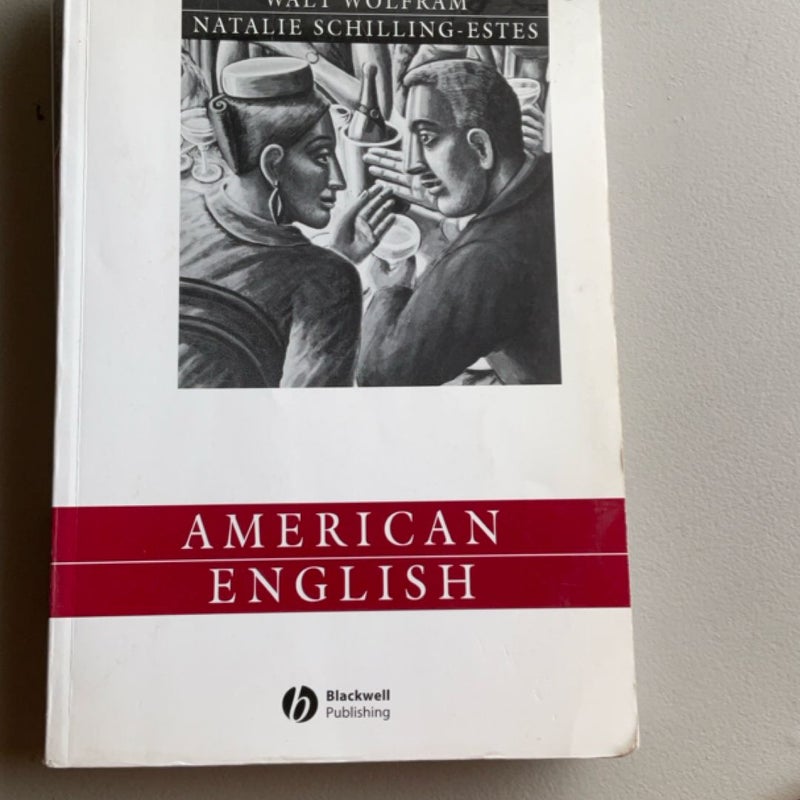 WALT WOLFRAM
NATALIE SCHILLING-ESTES
AMERICAN
ENGLISH
b
Blackwell
Publishing